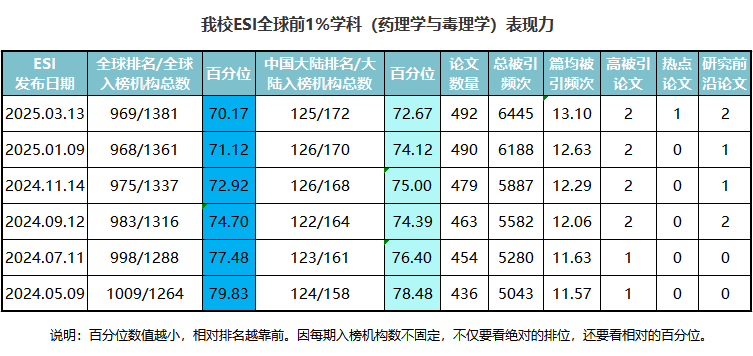 我校ESI全球前1%学科（药理学与毒理学）表现力
ESI发布日期 全球排名/全球入榜机构总数 百分位 中国大陆排名/大陆入榜机构总数 百分位 论文数量 总被引频次 篇均被引频次 高被引论文 热点论文 研究前沿论文
2025.03.13 969/1381 70.17 125/172 72.67 492 6445 13.10 2 1 2
2025.01.09 968/1361 71.12 126/170 74.12 490 6188 12.63 2 0 1
2024.11.14 975/1337 72.92 126/168 75.00 479 5887 12.29 2 0 1
2024.09.12 983/1316 74.70 122/164 74.39 463 5582 12.06 2 0 2
2024.07.11 998/1288 77.48 123/161 76.40 454 5280 11.63 1 0 0
2024.05.09 1009/1264 79.83 124/158 78.48 436 5043 11.57 1 0 0
说明：百分位数值越小，相对排名越靠前。因每期入榜机构数不固定，不仅要看绝对的排位，还要看相对的百分位。